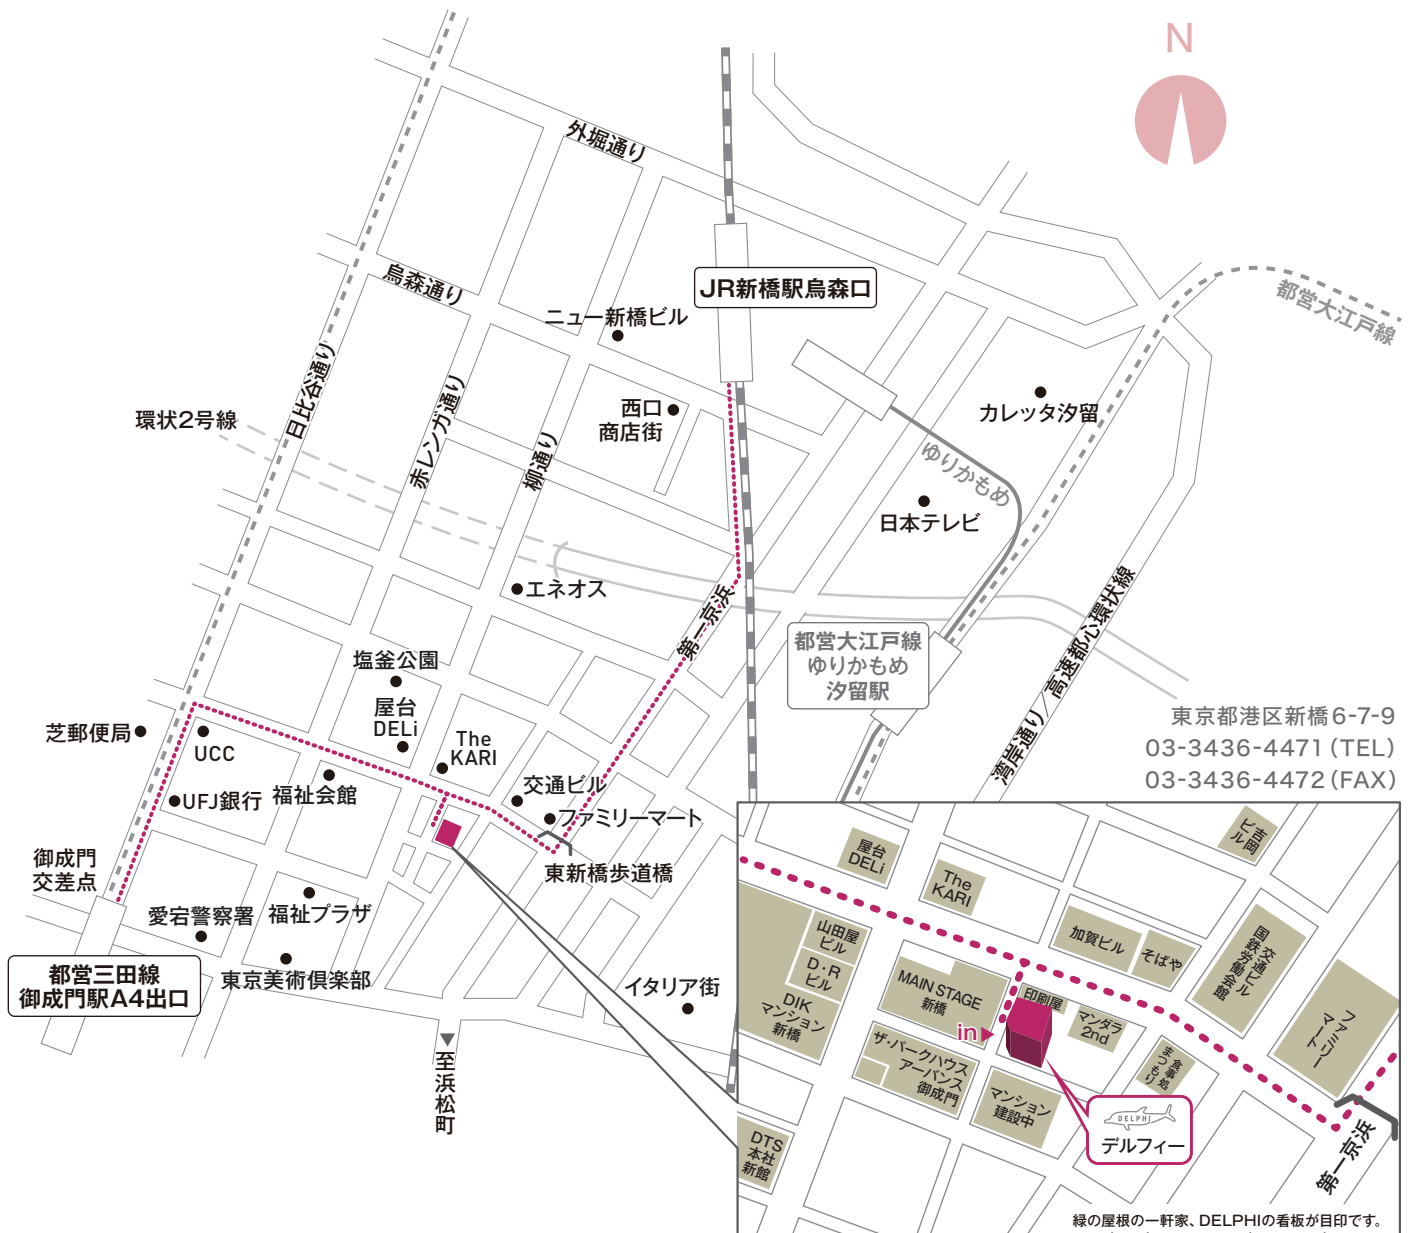 N
外堀通り
烏森通り
JR新橋駅烏森口
ニュー新橋ビル
都営大江戸線
日比谷通り
赤レンガ通り
柳通り
西口
商店街
環状2号線
カレッタ汐留
ゆりかもめ
日本テレビ
エネオス
第一京浜
都営大江戸線
ゆりかもめ
汐留駅
湾岸通り／高速都心環状線
塩釜公園
屋台
DELi
The
KARI
芝郵便局
UCC
UFJ銀行
福祉会館
交通ビル
ファミリーマート
東新橋歩道橋
御成門
交差点
愛宕警察署
福祉プラザ
東京美術倶楽部
都営三田線
御成門駅A4出口
イタリア街
至浜松町
東京都港区新橋6-7-9
03-3436-4471(TEL)
03-3436-4472(FAX)
屋台
DELi
The
KARI
吉岡
ビル
山田屋
ビル
D・R
ビル
DIK
マンション
新橋
MAIN STAGE
新橋
加賀ビル
そばや
交通ビル
国鉄労働会館
ファミリー
マート
印刷屋
マンダラ
2nd
in
ザ・パークハウス
アーバンス
御成門
食事処
まつもり
マンション
建設中
DELPHI
デルフィー
DTS
本社
新館
第一京浜
緑の屋根の一軒家、DELPHIの看板が目印です。